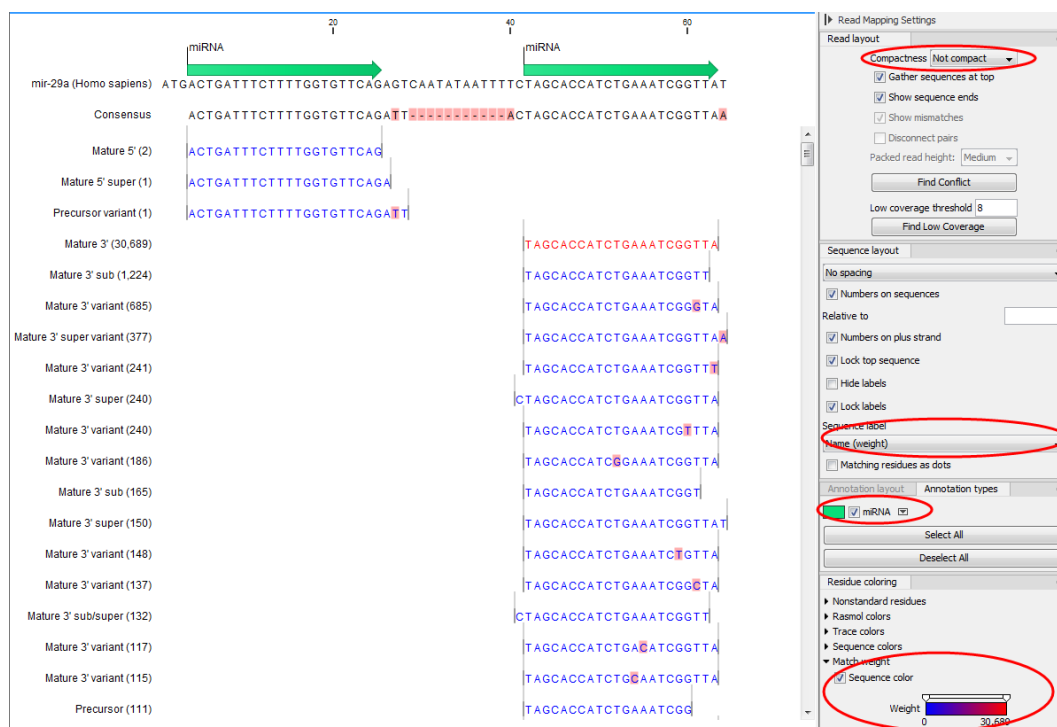 20
40
60
miRNA
miRNA
mir-29a (Homo sapiens) ATGACTGATTTCTTTTGGTGTTCAGAGTCAATATAATTTTCTAGCACCATCTGAAATCGGTTAT
Consensus ACTGATTTCTTTTGGTGTTCAGATT------------ACTAGCACCATCTGAAATCGGTTAA
Mature 5' (2) ACTGATTTCTTTTGGTGTTCAG
Mature 5' super (1) ACTGATTTCTTTTGGTGTTCAGA
Precursor variant (1) ACTGATTTCTTTTGGTGTTCAGATT
Mature 3' (30,689) TAGCACCATCTGAAATCGGTTA
Mature 3' sub (1,224) TAGCACCATCTGAAATCGGTT
Mature 3' variant (685) TAGCACCATCTGAAATCGGGTA
Mature 3' super variant (377) TAGCACCATCTGAAATCGGTTAA
Mature 3' variant (241) TAGCACCATCTGAAATCGGTTT
Mature 3' super (240) CTAGCACCATCTGAAATCGGTTA
Mature 3' variant (240) TAGCACCATCTGAAATCGTTTA
Mature 3' variant (186) TAGCACCATCGGAAATCGGTTA
Mature 3' sub (165) TAGCACCATCTGAAATCGGT
Mature 3' super (150) TAGCACCATCTGAAATCGGTTAT
Mature 3' variant (148) TAGCACCATCTGAAATCTGTTA
Mature 3' variant (137) TAGCACCATCTGAAATCGGCTA
Mature 3' sub/super (132) CTAGCACCATCTGAAATCGGTT
Mature 3' variant (117) TAGCACCATCTGACATCGGTTA
Mature 3' variant (115) TAGCACCATCTGCAATCGGTTA
Precursor (111) TAGCACCATCTGAAATCGG
Read Mapping Settings
Read layout
Compactness Not compact
Gather sequences at top
Show sequence ends
Show mismatches
Disconnect pairs
Packed read height: Medium
Find Conflict
Low coverage threshold 8
Find Low Coverage
Sequence layout
No spacing
Numbers on sequences
Relative to
Numbers on plus strand
Lock top sequence
Hide labels
Lock labels
Sequence label
Name (weight)
Matching residues as dots
Annotation layout Annotation types
miRNA
Select All
Deselect All
Residue coloring
Nonstandard residues
Rasmol colors
Trace colors
Sequence colors
Match weight
Sequence color
Weight
0 30,689